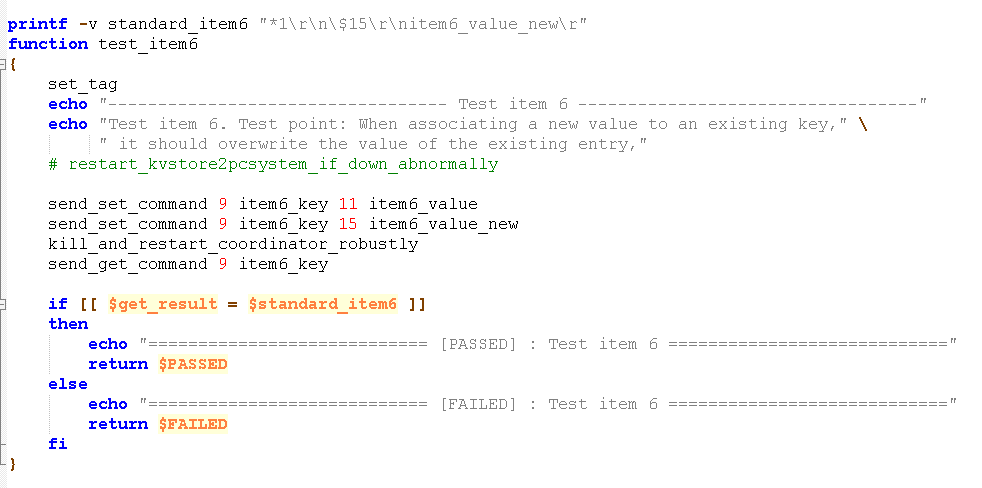 printf -v standard_item6 "*1\r\n\$15\r\nitem6_value_new\r"
function test_item6
{
    set_tag
    echo "---------------------------------- Test item 6 ----------------------------------"
    echo "Test item 6. Test point: When associating a new value to an existing key," \
         " it should overwrite the value of the existing entry,"
    # restart_kvstore2pcsystem_if_down_abnormally
    send_set_command 9 item6_key 11 item6_value
    send_set_command 9 item6_key 15 item6_value_new
    kill_and_restart_coordinator_robustly
    send_get_command 9 item6_key
    if [[ $get_result = $standard_item6 ]]
    then
        echo "============================ [PASSED] : Test item 6 ============================"
        return $PASSED
    else
        echo "============================ [FAILED] : Test item 6 ============================"
        return $FAILED
    fi
}